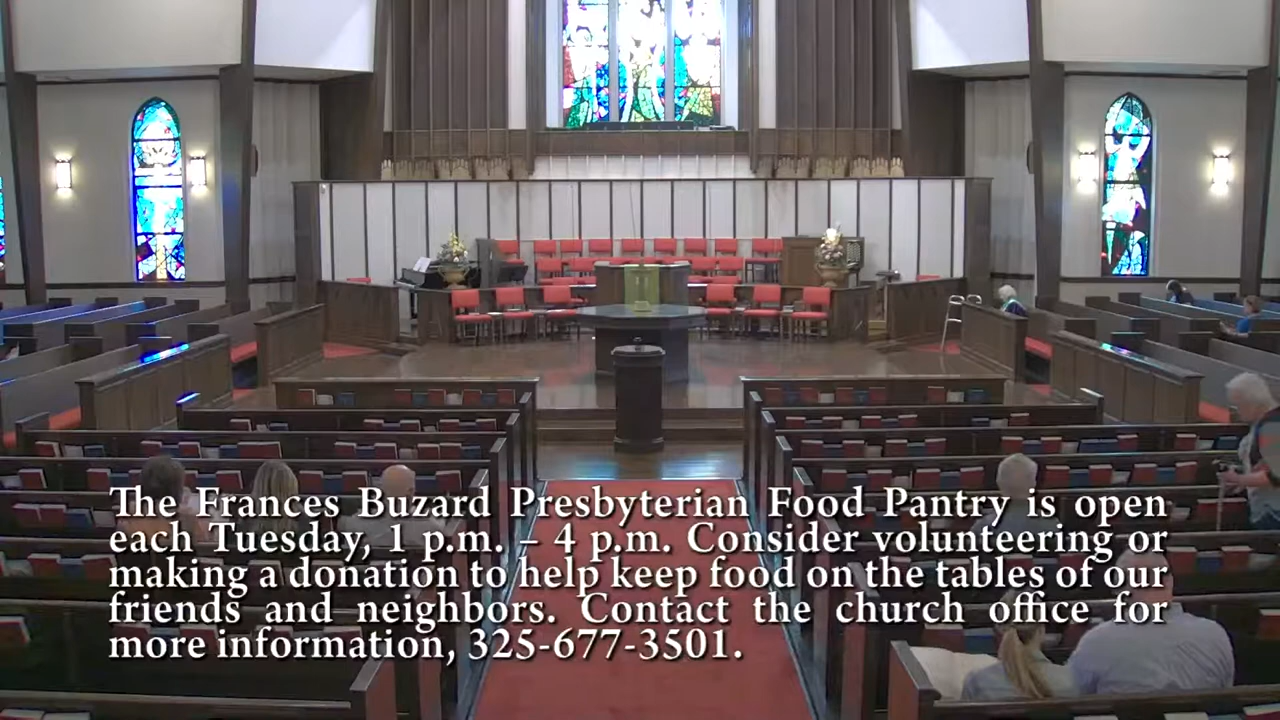 The Frances Buzard Presbyterian Food Pantry is open
each Tuesday, 1 p.m. – 4 p.m. Consider volunteering or
making a donation to help keep food on the tables of our
friends and neighbors. Contact the church office for
more information, 325-677-3501.